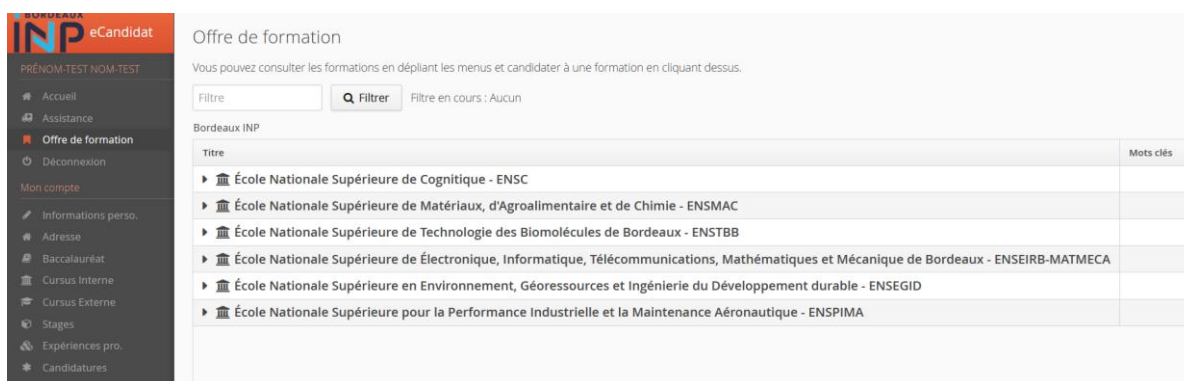 BORDEAUX
INP
eCandidat
PRÉNOM-TEST NOM-TEST
Accueil
Assistance
Offre de formation
Déconnexion
Mon compte
Informations perso.
Adresse
Baccalauréat
Cursus Interne
Cursus Externe
Stages
Expériences pro.
Candidatures
Offre de formation
Vous pouvez consulter les formations en dépliant les menus et candidater à une formation en cliquant dessus.
Filtre
Filtrer
Filtre en cours : Aucun
Bordeaux INP
Titre
Mots clés
École Nationale Supérieure de Cognitique - ENSC
École Nationale Supérieure de Matériaux, d'Agroalimentaire et de Chimie - ENSMAC
École Nationale Supérieure de Technologie des Biomolécules de Bordeaux - ENSTBB
École Nationale Supérieure de Électronique, Informatique, Télécommunications, Mathématiques et Mécanique de Bordeaux - ENSEIRB-MATMECA
École Nationale Supérieure en Environnement, Géoressources et Ingénierie du Développement durable - ENSEGID
École Nationale Supérieure pour la Performance Industrielle et la Maintenance Aéronautique - ENSPIMA